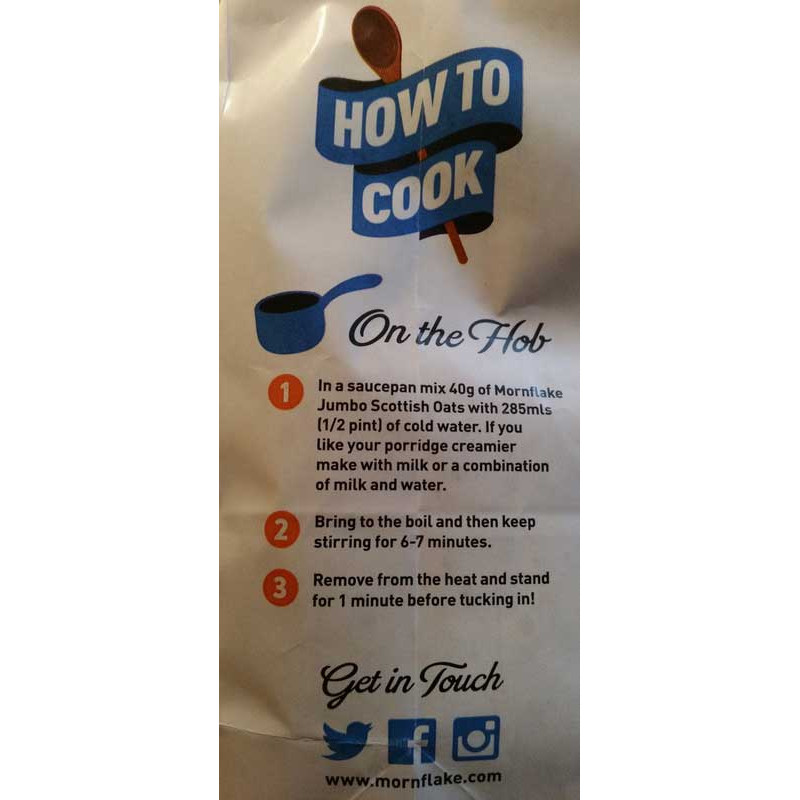 HOW TO
COOK
On the Hob
1 In a saucepan mix 40g of Mornflake
Jumbo Scottish Oats with 285mls
(1/2 pint) of cold water. If you
like your porridge creamier
make with milk or a combination
of milk and water.
2 Bring to the boil and then keep
stirring for 6-7 minutes.
3 Remove from the heat and stand
for 1 minute before tucking in!
Get in Touch
www.mornflake.com